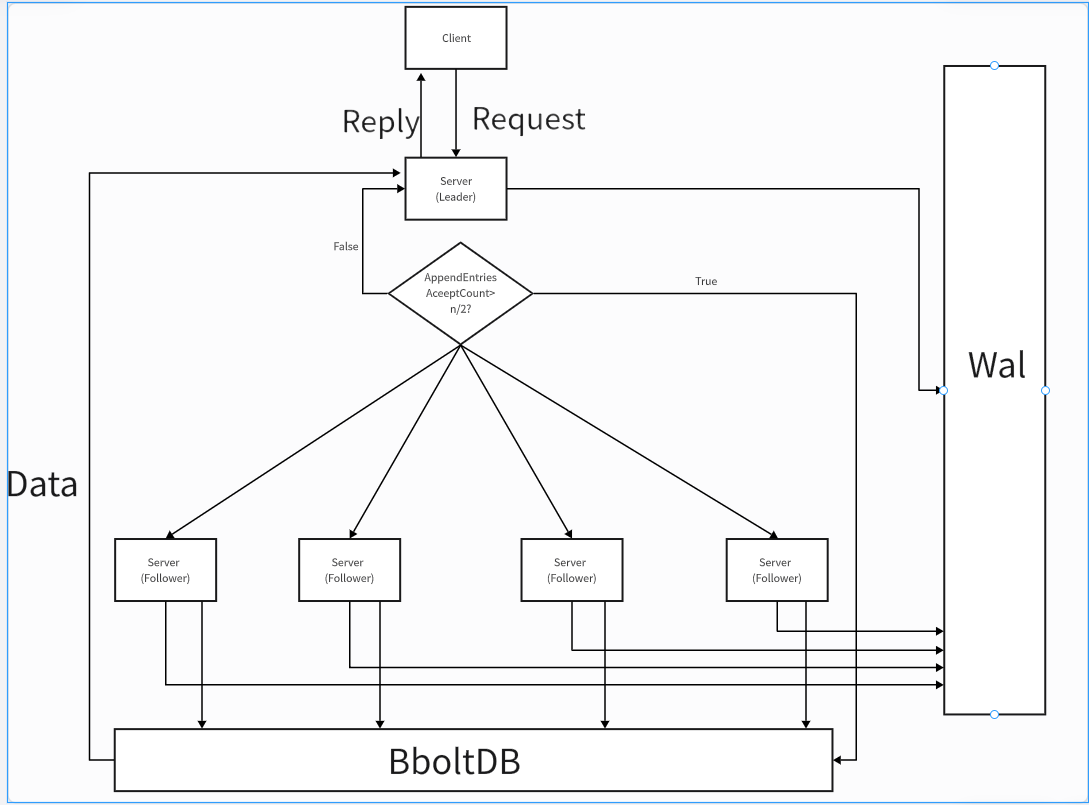 Client
Reply
Request
Server
(Leader)
False
AppendEntries
AceeptCount>
n/2?
True
Wal
Data
Server
(Follower)
Server
(Follower)
Server
(Follower)
Server
(Follower)
BboltDB